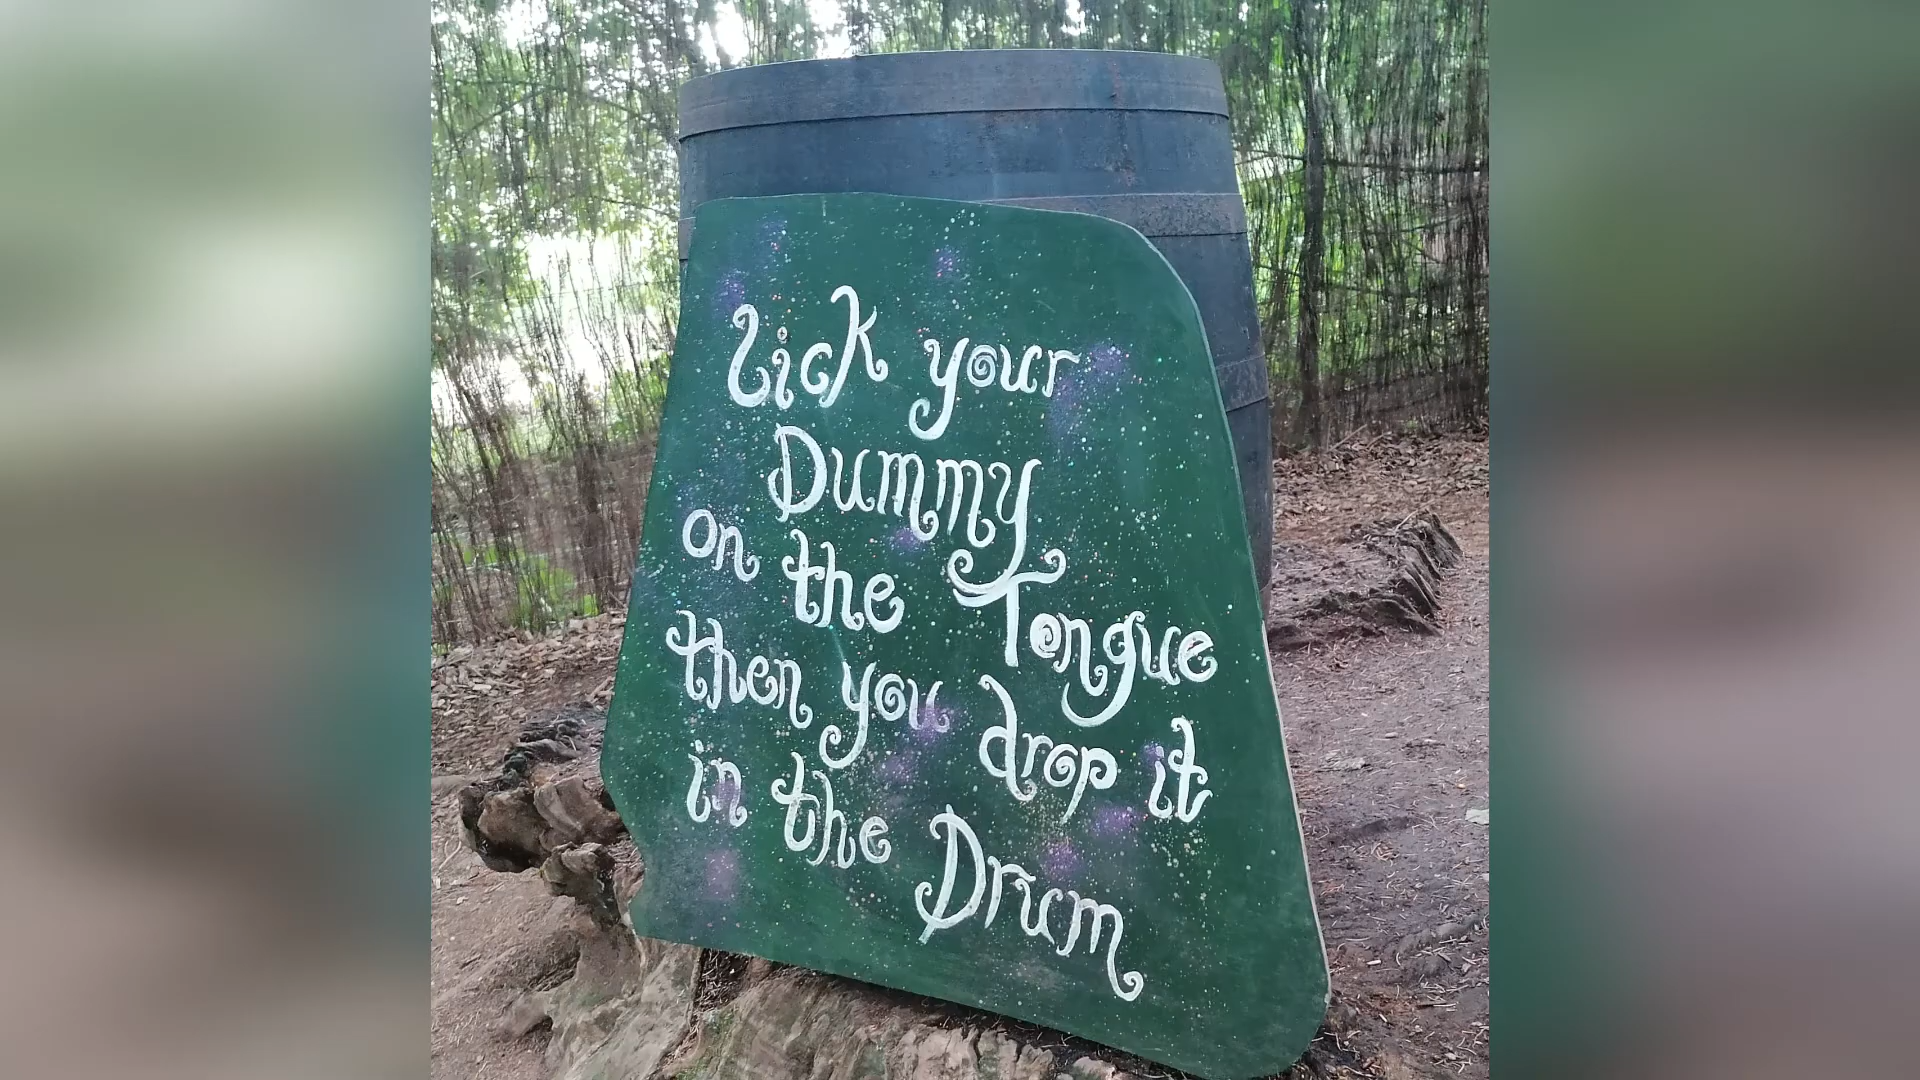 Lick your
Dummy
on the Tongue
then you drop it
in the Drum